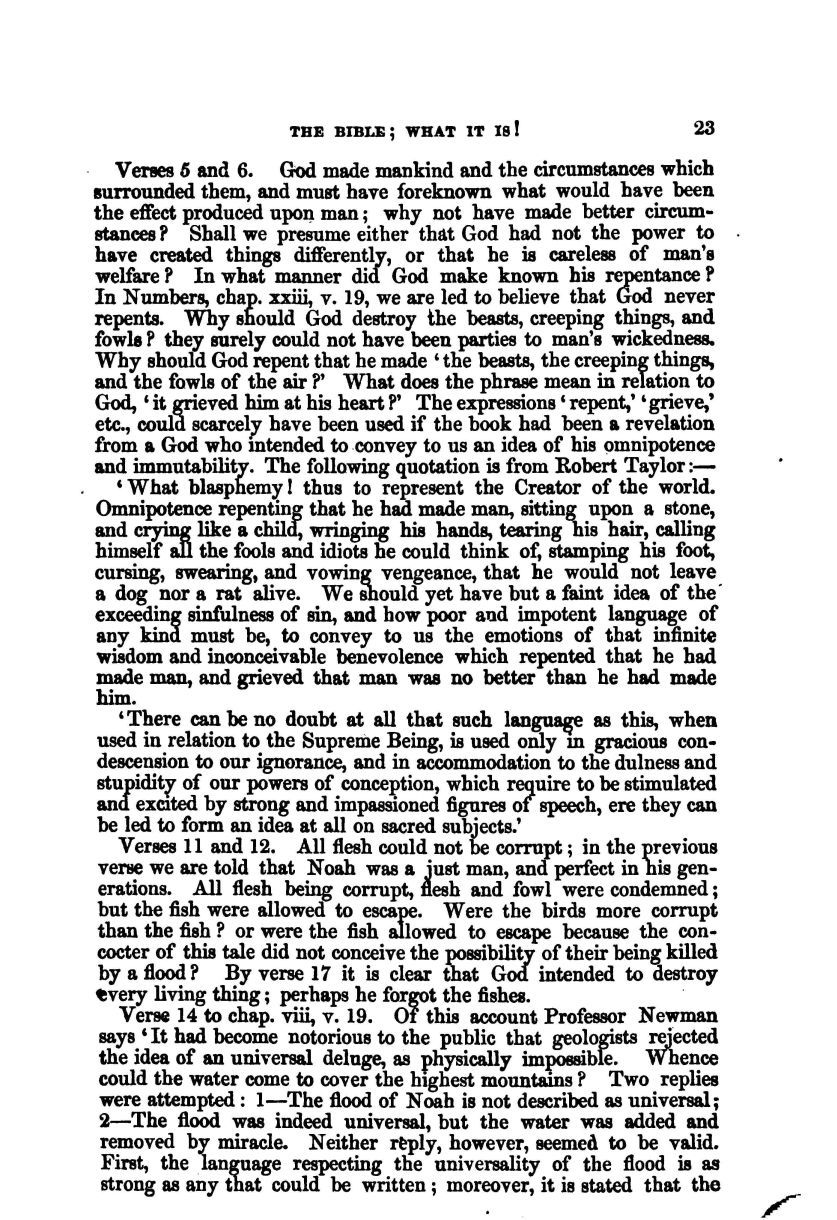 THE BIBLE; WHAT IT IS! 23
Verses 5 and 6. God made mankind and the circumstances which
surrounded them, and must have foreknown what would have been
the effect produced upon man; why not have made better circum-
stances? Shall we presume either that God had not the power to
have created things differently, or that he is careless of man's
welfare? In what manner did God make known his repentance?
In Numbers, chap. xxiii, v. 19, we are led to believe that God never
repents. Why should God destroy the beasts, creeping things, and
fowls? they surely could not have been parties to man's wickedness.
Why should God repent that he made 'the beasts, the creeping things,
and the fowls of the air?' What does the phrase mean in relation to
God, 'it grieved him at his heart?' The expressions 'repent,' 'grieve,'
etc., could scarcely have been used if the book had been a revelation
from a God who intended to convey to us an idea of his omnipotence
and immutability. The following quotation is from Robert Taylor:—
'What blasphemy! thus to represent the Creator of the world.
Omnipotence repenting that he had made man, sitting upon a stone,
and crying like a child, wringing his hands, tearing his hair, calling
himself all the fools and idiots he could think of, stamping his foot,
cursing, swearing, and vowing vengeance, that he would not leave
a dog nor a rat alive. We should yet have but a faint idea of the
exceeding sinfulness of sin, and how poor and impotent language of
any kind must be, to convey to us the emotions of that infinite
wisdom and inconceivable benevolence which repented that he had
made man, and grieved that man was no better than he had made
him.
'There can be no doubt at all that such language as this, when
used in relation to the Supreme Being, is used only in gracious con-
descension to our ignorance, and in accommodation to the dulness and
stupidity of our powers of conception, which require to be stimulated
and excited by strong and impassioned figures of speech, ere they can
be led to form an idea at all on sacred subjects.'
Verses 11 and 12. All flesh could not be corrupt; in the previous
verse we are told that Noah was a just man, and perfect in his gen-
erations. All flesh being corrupt, flesh and fowl were condemned;
but the fish were allowed to escape. Were the birds more corrupt
than the fish? or were the fish allowed to escape because the con-
cocter of this tale did not conceive the possibility of their being killed
by a flood? By verse 17 it is clear that God intended to destroy
every living thing; perhaps he forgot the fishes.
Verse 14 to chap. viii, v. 19. Of this account Professor Newman
says 'It had become notorious to the public that geologists rejected
the idea of an universal deluge, as physically impossible. Whence
could the water come to cover the highest mountains? Two replies
were attempted: 1—The flood of Noah is not described as universal;
2—The flood was indeed universal, but the water was added and
removed by miracle. Neither reply, however, seemed to be valid.
First, the language respecting the universality of the flood is as
strong as any that could be written; moreover, it is stated that the